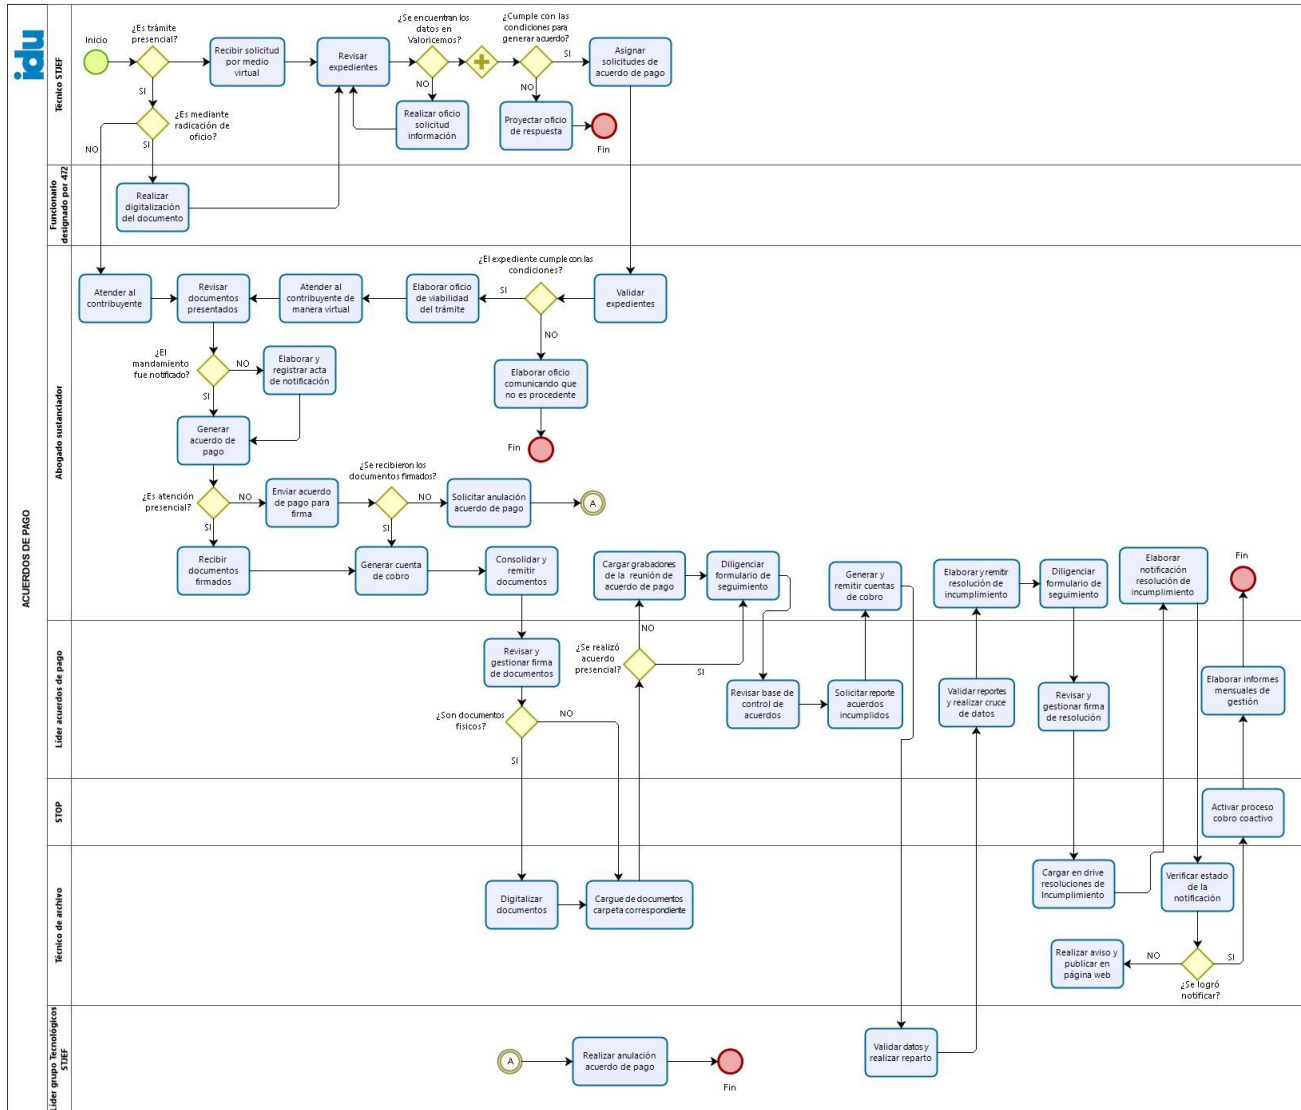 idu
ACUERDOS DE PAGO
Técnico STJEF
Inicio
¿Es trámite
presencial?
Recibir solicitud
por medio
virtual
Revisar
expedientes
¿Se encuentran los
datos en
Valoricemos?
¿Cumple con las
condiciones para
generar acuerdo?
SI
Asignar
solicitudes de
acuerdo de pago
SI
NO
NO
¿Es mediante
radicación de
oficio?
Realizar oficio
solicitud
información
Proyectar oficio
de respuesta
Fin
NO
SI
Funcionario
designado por 472
Realizar
digitalización
del documento
Abogado sustanciador
¿El expediente cumple con las
condiciones?
Atender al
contribuyente
Revisar
documentos
presentados
Atender al
contribuyente de
manera virtual
Elaborar oficio
de viabilidad
del trámite
SI
Validar
expedientes
NO
¿El
mandamiento
fue notificado?
NO
Elaborar y
registrar acta
de notificación
Elaborar oficio
comunicando que
no es procedente
SI
Generar
acuerdo de
pago
Fin
¿Es atención
presencial?
NO
Enviar acuerdo
de pago para
firma
¿Se recibieron los
documentos firmados?
NO
Solicitar anulación
acuerdo de pago
A
SI
SI
Recibir
documentos
firmados
Generar cuenta
de cobro
Consolidar y
remitir
documentos
Cargar grabadones
de la reunión de
acuerdo de pago
Diligenciar
formulario de
seguimiento
Generar y
remitir cuentas
de cobro
Elaborar y remitir
resolución de
incumplimiento
Diligenciar
formulario de
seguimiento
Elaborar
notificación
resolución de
incumplimiento
Fin
Líder acuerdos de pago
Revisar y
gestionar firma
de documentos
¿Se realizó
acuerdo
presencial?
NO
SI
Revisar base de
control de
acuerdos
Solicitar reporte
acuerdos
incumplidos
Validar reportes
y realizar cruce
de datos
Revisar y
gestionar firma
de resolución
Elaborar informes
mensuales de
gestión
¿Son documentos
físicos?
NO
SI
STOP
Activar proceso
cobro coactivo
Técnico de archivo
Digitalizar
documentos
Cargue de documentos
carpeta correspondiente
Cargar en drive
resoluciones de
Incumplimiento
Verificar estado
de la
notificación
Realizar aviso y
publicar en
página web
NO
SI
¿Se logró
notificar?
Líder grupo Tecnológicos
STJEF
A
Realizar anulación
acuerdo de pago
Fin
Validar datos y
realizar reparto